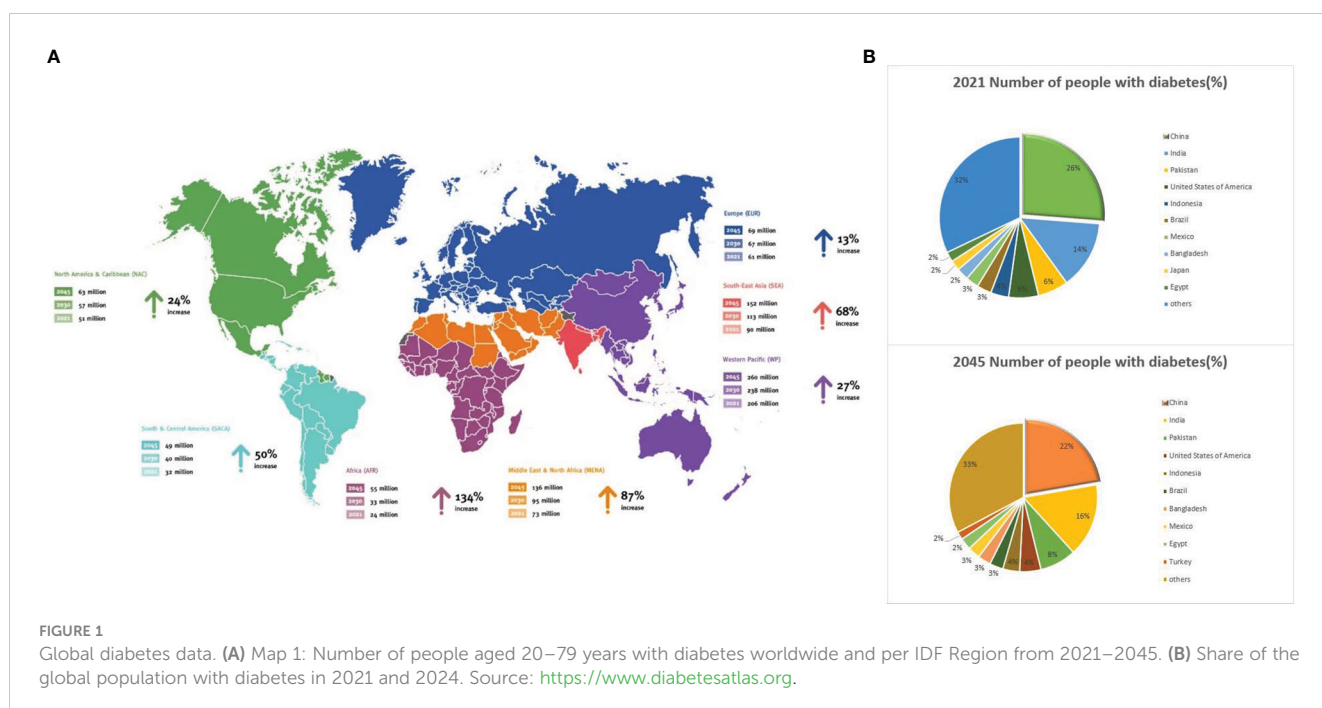 A
North America & Caribbean (NAC)
2045 63 million
2030 57 million
2021 51 million
24%
increase
South & Central America (SACA)
2045 49 million
2030 40 million
2021 32 million
50%
increase
Africa (AFR)
2045 55 million
2030 33 million
2021 24 million
134%
increase
Middle East & North Africa (MENA)
2045 136 million
2030 95 million
2021 73 million
87%
increase
Europe (EUR)
2045 69 million
2030 67 million
2021 61 million
13%
increase
South-East Asia (SEA)
2045 152 million
2030 113 million
2021 90 million
68%
increase
Western Pacific (WP)
2045 260 million
2030 238 million
2021 206 million
27%
increase
B
2021 Number of people with diabetes(%)
26%
14%
6%
4%
3%
3%
2%
2%
32%
China
India
Pakistan
United States of America
Indonesia
Brazil
Mexico
Bangladesh
Japan
Egypt
others
2045 Number of people with diabetes(%)
22%
16%
8%
4%
4%
3%
3%
3%
2%
2%
33%
China
India
Pakistan
United States of America
Indonesia
Brazil
Bangladesh
Mexico
Egypt
Turkey
others
FIGURE 1
Global diabetes data. (A) Map 1: Number of people aged 20–79 years with diabetes worldwide and per IDF Region from 2021–2045. (B) Share of the
global population with diabetes in 2021 and 2024. Source: https://www.diabetesatlas.org.